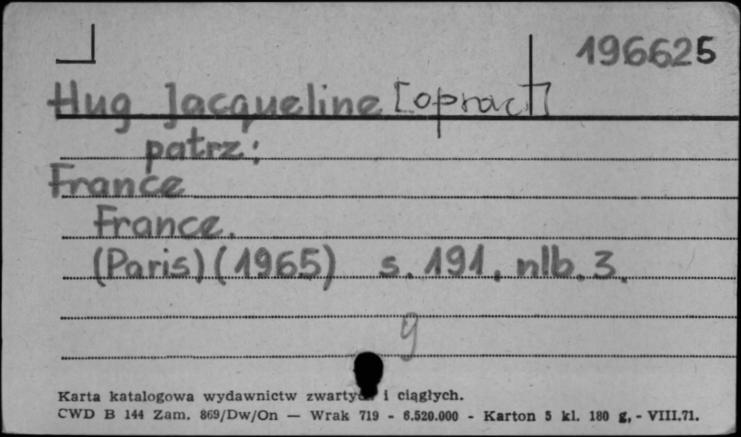 196625
Hug Jacqueline [oprac]
patrz:
France
France.
(Paris) (1965) s. 191, nlb. 3.
g
Karta katalogowa wydawnictw zwartych i ciągłych.
CWD B 144 Zam. 869/Dw/On — Wrak 719 - 6.520.000 - Karton 5 kl. 180 g, - VIII.71.